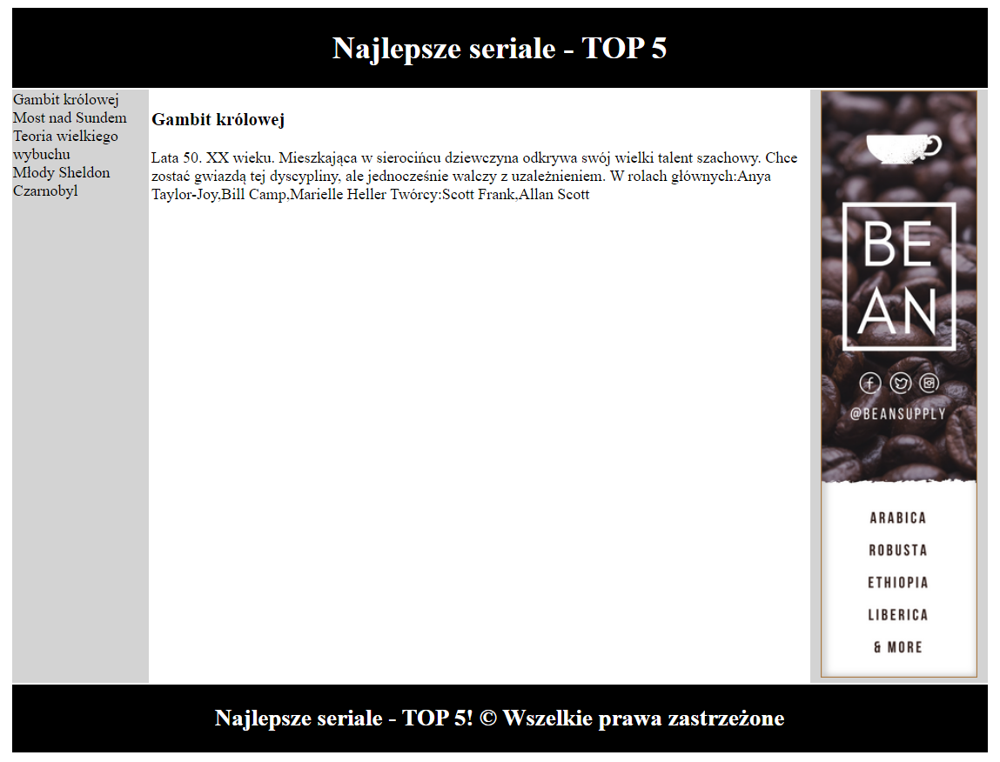 Najlepsze seriale - TOP 5
Gambit królowej
Most nad Sundem
Teoria wielkiego
wybuchu
Młody Sheldon
Czarnobyl
Gambit królowej
Lata 50. XX wieku. Mieszkająca w sierocińcu dziewczyna odkrywa swój wielki talent szachowy. Chce
zostać gwiazdą tej dyscypliny, ale jednocześnie walczy z uzależnieniem. W rolach głównych:Anya
Taylor-Joy,Bill Camp,Marielle Heller Twórcy:Scott Frank,Allan Scott
BE
AN
@BEANSUPPLY
ARABICA
ROBUSTA
ETHIOPIA
LIBERICA
& MORE
Najlepsze seriale - TOP 5! © Wszelkie prawa zastrzeżone